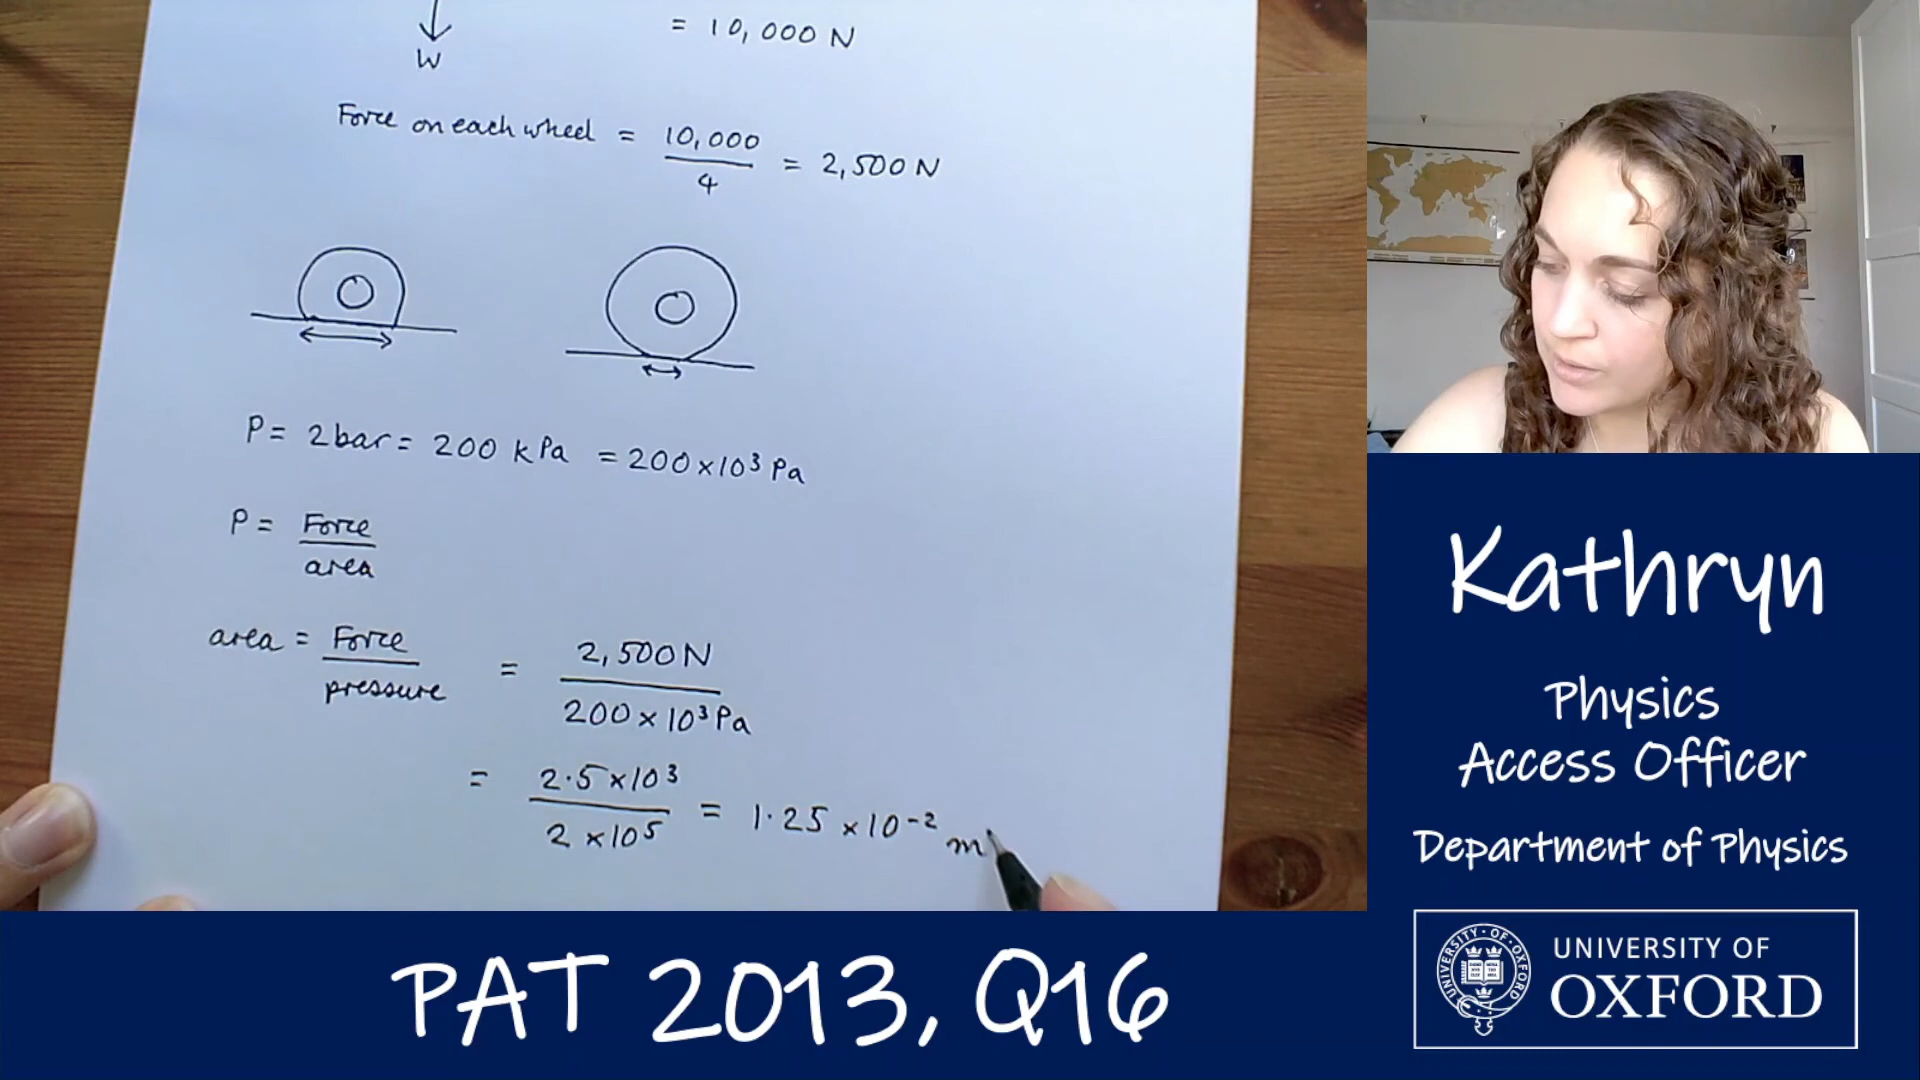 = 10,000 N
W
Force on each wheel = 10,000 / 4 = 2,500 N
P = 2 bar = 200 kPa = 200 × 10³ Pa
P = Force / area
area = Force / pressure = 2,500 N / 200 × 10³ Pa
= 2.5 × 10³ / 2 × 10⁵ = 1.25 × 10⁻² m
Kathryn
Physics
Access Officer
Department of Physics
UNIVERSITY OF
OXFORD
PAT 2013, Q16